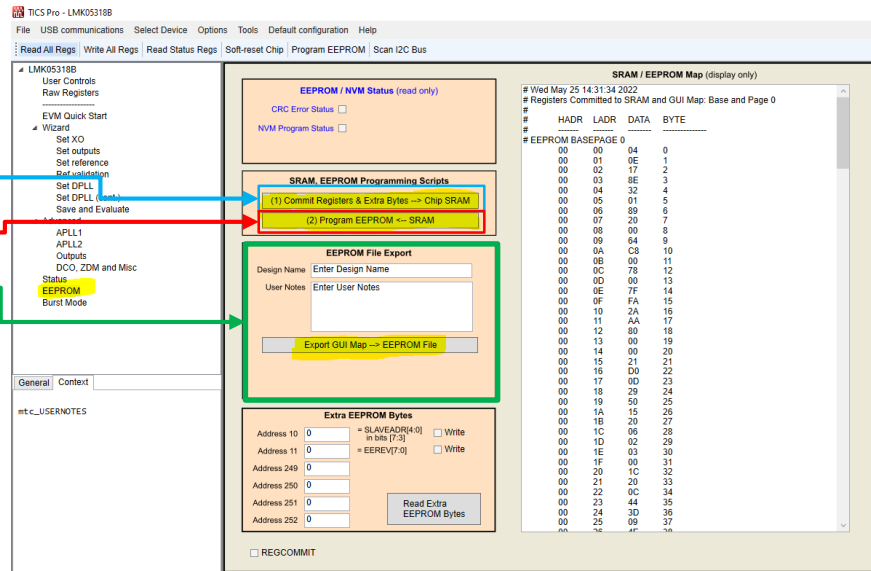 TICS Pro - LMK05318B
File USB communications Select Device Options Tools Default configuration Help
Read All Regs Write All Regs Read Status Regs Soft-reset Chip Program EEPROM Scan I2C Bus
LMK05318B
User Controls
Raw Registers
------------------
EVM Quick Start
Wizard
Set XO
Set outputs
Set reference
Ref validation
Set DPLL
Set DPLL (cont.)
Save and Evaluate
Advanced
APLL1
APLL2
Outputs
DCO, ZDM and Misc
Status
EEPROM
Burst Mode
General Context
mtc_USERNOTES
EEPROM / NVM Status (read only)
CRC Error Status
NVM Program Status
SRAM, EEPROM Programming Scripts
(1) Commit Registers & Extra Bytes --> Chip SRAM
(2) Program EEPROM <-- SRAM
EEPROM File Export
Design Name Enter Design Name
User Notes Enter User Notes
Export GUI Map --> EEPROM File
Extra EEPROM Bytes
Address 10 0 = SLAVEADR[4:0] in bits [7:3] Write
Address 11 0 = EEREV[7:0] Write
Address 249 0
Address 250 0
Address 251 0
Address 252 0
Read Extra
EEPROM Bytes
REGCOMMIT
SRAM / EEPROM Map (display only)
# Wed May 25 14:31:34 2022
# Registers Committed to SRAM and GUI Map: Base and Page 0
#
# HADR LADR DATA BYTE
# ------- ------- -------- ---------------
# EEPROM BASEPAGE 0
00 00 04 0
00 01 0E 1
00 02 17 2
00 03 8E 3
00 04 32 4
00 05 01 5
00 06 89 6
00 07 20 7
00 08 00 8
00 09 64 9
00 0A C8 10
00 0B 00 11
00 0C 78 12
00 0D 00 13
00 0E 7F 14
00 0F FA 15
00 10 2A 16
00 11 AA 17
00 12 80 18
00 13 00 19
00 14 00 20
00 15 21 21
00 16 D0 22
00 17 0D 23
00 18 29 24
00 19 50 25
00 1A 15 26
00 1B 20 27
00 1C 06 28
00 1D 02 29
00 1E 03 30
00 1F 00 31
00 20 1C 32
00 21 20 33
00 22 0C 34
00 23 44 35
00 24 3D 36
00 25 09 37